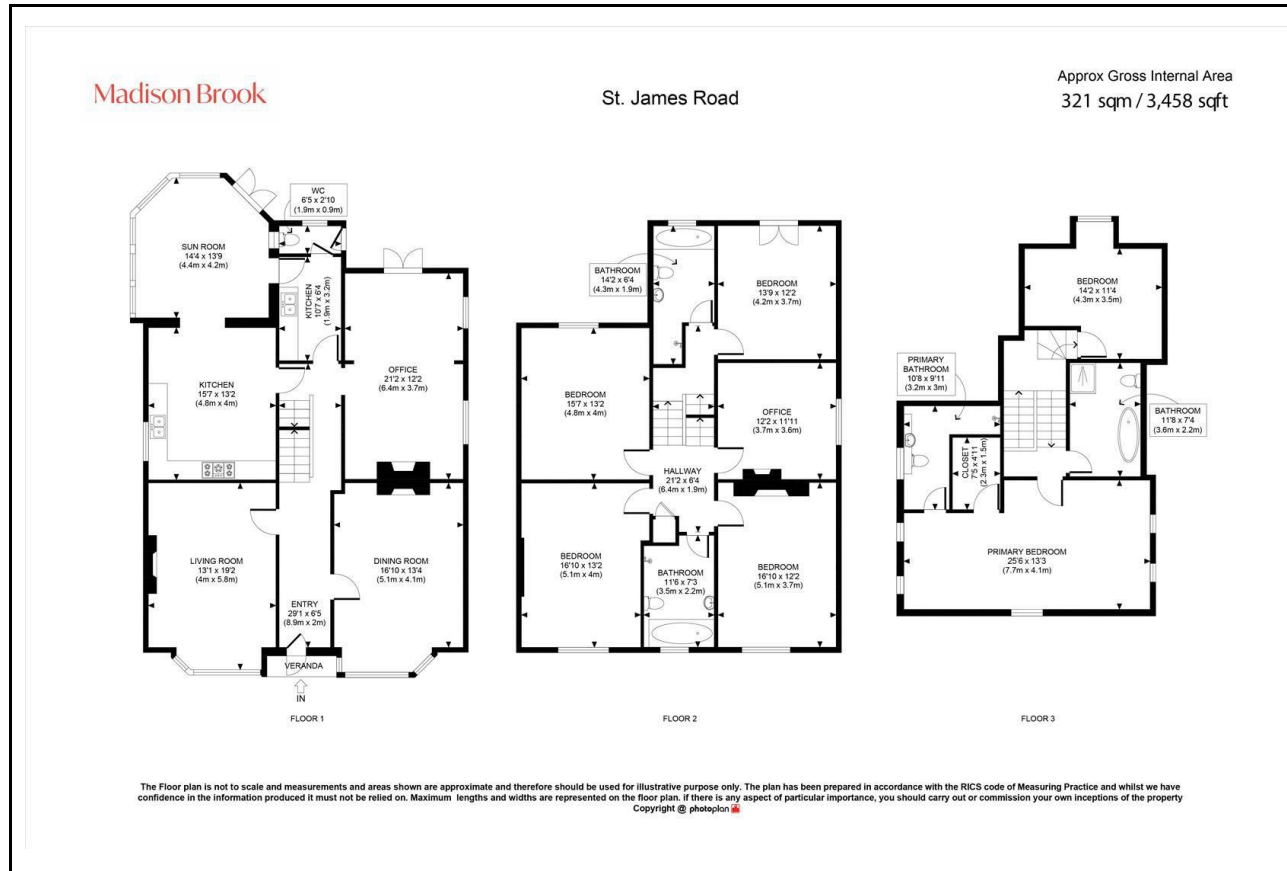 Madison Brook
St. James Road
Approx Gross Internal Area
321 sqm / 3,458 sqft
WC
6'5 x 2'10
(1.9m x 0.9m)
SUN ROOM
14'4 x 13'9
(4.4m x 4.2m)
KITCHEN
10'7 x 6'4
(1.9m x 3.2m)
OFFICE
21'2 x 12'2
(6.4m x 3.7m)
KITCHEN
15'7 x 13'2
(4.8m x 4m)
LIVING ROOM
13'1 x 19'2
(4m x 5.8m)
DINING ROOM
16'10 x 13'4
(5.1m x 4.1m)
ENTRY
29'1 x 6'5
(8.9m x 2m)
VERANDA
IN
FLOOR 1
BATHROOM
14'2 x 6'4
(4.3m x 1.9m)
BEDROOM
13'9 x 12'2
(4.2m x 3.7m)
BEDROOM
15'7 x 13'2
(4.8m x 4m)
OFFICE
12'2 x 11'11
(3.7m x 3.6m)
HALLWAY
21'2 x 6'4
(6.4m x 1.9m)
BEDROOM
16'10 x 13'2
(5.1m x 4m)
BATHROOM
11'6 x 7'3
(3.5m x 2.2m)
BEDROOM
16'10 x 12'2
(5.1m x 3.7m)
FLOOR 2
BEDROOM
14'2 x 11'4
(4.3m x 3.5m)
PRIMARY
BATHROOM
10'8 x 9'11
(3.2m x 3m)
BATHROOM
11'8 x 7'4
(3.6m x 2.2m)
CLOSET
7'5 x 4'11
(2.3m x 1.5m)
PRIMARY BEDROOM
25'6 x 13'3
(7.7m x 4.1m)
FLOOR 3
The Floor plan is not to scale and measurements and areas shown are approximate and therefore should be used for illustrative purpose only. The plan has been prepared in accordance with the RICS code of Measuring Practice and whilst we have
confidence in the information produced it must not be relied on. Maximum lengths and widths are represented on the floor plan. if there is any aspect of particular importance, you should carry out or commission your own inceptions of the property
Copyright @ photoplan